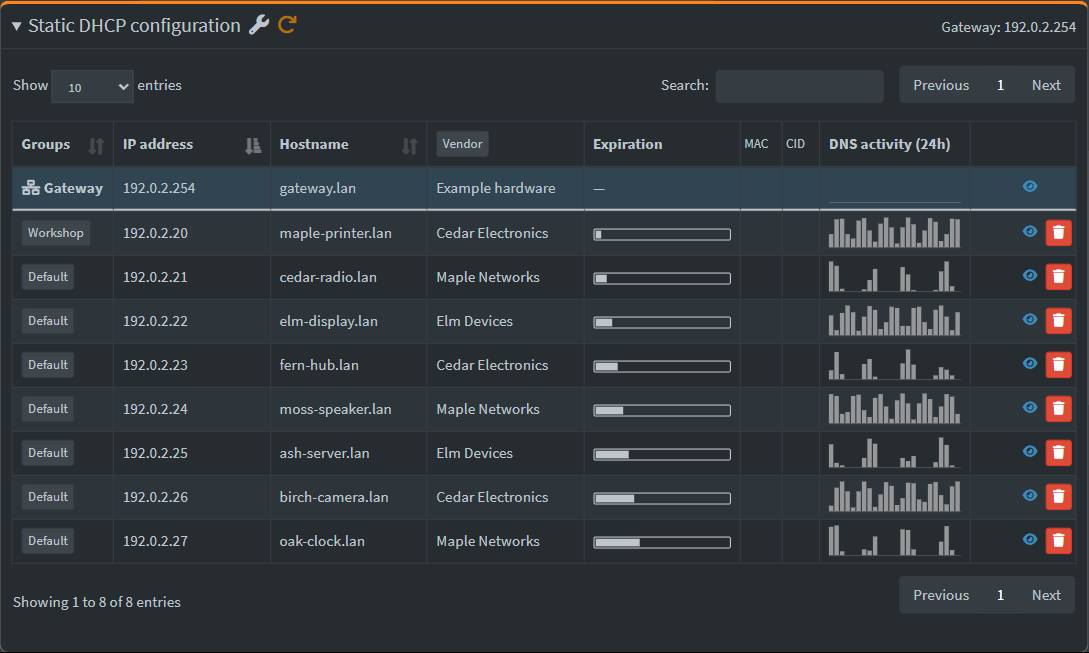 Static DHCP configuration Gateway: 192.0.2.254
Show 10 entries Search: Previous 1 Next
Groups IP address Hostname Vendor Expiration MAC CID DNS activity (24h)
Gateway 192.0.2.254 gateway.lan Example hardware —
Workshop 192.0.2.20 maple-printer.lan Cedar Electronics
Default 192.0.2.21 cedar-radio.lan Maple Networks
Default 192.0.2.22 elm-display.lan Elm Devices
Default 192.0.2.23 fern-hub.lan Cedar Electronics
Default 192.0.2.24 moss-speaker.lan Maple Networks
Default 192.0.2.25 ash-server.lan Elm Devices
Default 192.0.2.26 birch-camera.lan Cedar Electronics
Default 192.0.2.27 oak-clock.lan Maple Networks
Showing 1 to 8 of 8 entries Previous 1 Next